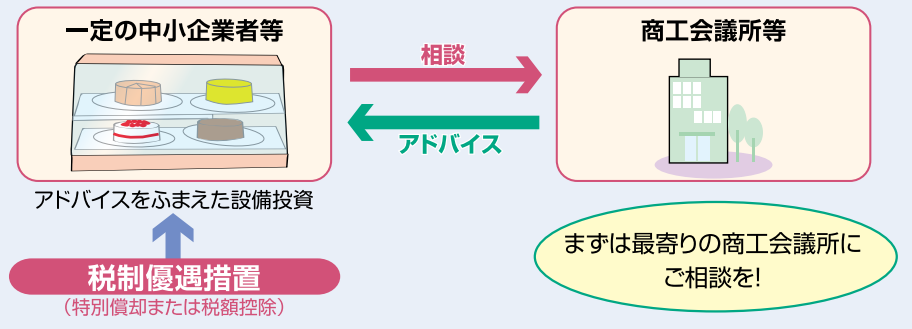 一定の中小企業者等
相談
アドバイス
商工会議所等
アドバイスをふまえた設備投資
税制優遇措置
（特別償却または税額控除）
まずは最寄りの商工会議所に
ご相談を!